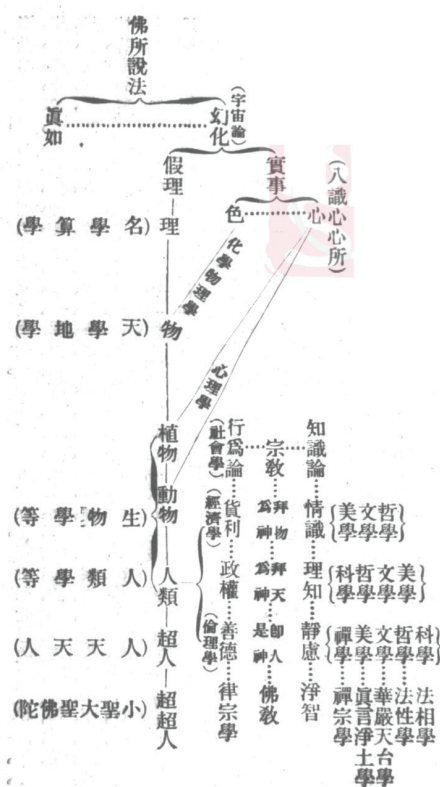 佛所說法
幻化
(宇宙論)
眞如
實事
假理
(八識心心所)
心
色
理
(名學算學)
化學物理學
物
(天學地學)
心理學
植物
動物
(生物學等)
人類
(人類學等)
超人
(人天天人)
超超人
(小聖大聖佛陀)
知識論
宗敎
行爲論
(社會學)
情識
拜物爲神
貨利
(經濟學)
哲學
文學
美學
理知
拜天爲神
政權
美學
文學
哲學
科學
靜慮
即人是神
善德
(倫理學)
科學
哲學
文學
美學
禪學
淨智
佛敎
律宗學
法相學
法性學
華嚴天台學
眞言淨土學
禪宗學